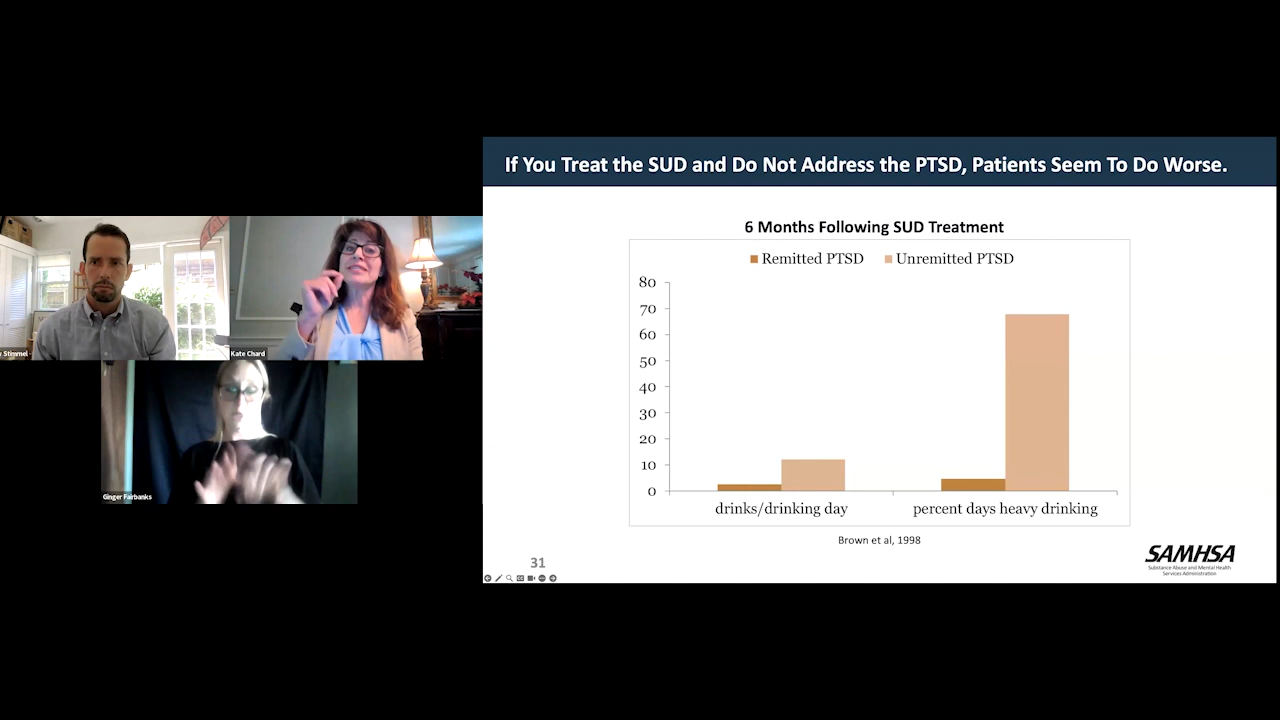 If You Treat the SUD and Do Not Address the PTSD, Patients Seem To Do Worse.
6 Months Following SUD Treatment
Remitted PTSD
Unremitted PTSD
80
70
60
50
40
30
20
10
0
drinks/drinking day
percent days heavy drinking
Brown et al, 1998
31
SAMHSA
Substance Abuse and Mental Health
Services Administration
Stimmel
Kate Chard
Ginger Fairbanks